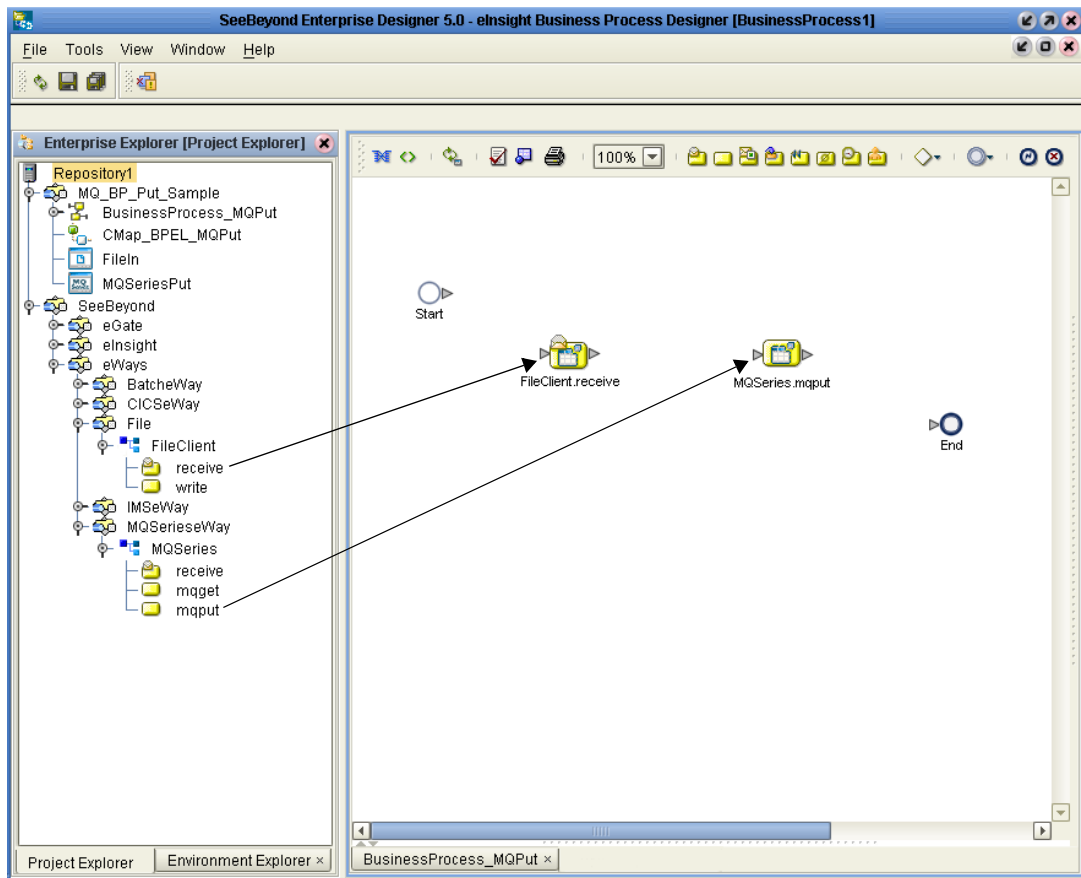 SeeBeyond Enterprise Designer 5.0 - eInsight Business Process Designer [BusinessProcess1]
File Tools View Window Help
Enterprise Explorer [Project Explorer]
100%
Repository1
MQ_BP_Put_Sample
BusinessProcess_MQPut
CMap_BPEL_MQPut
FileIn
MQSeriesPut
SeeBeyond
eGate
eInsight
eWays
BatcheWay
CICSeWay
File
FileClient
receive
write
IMSeWay
MQSerieseWay
MQSeries
receive
mqget
mqput
Start
FileClient.receive
MQSeries.mqput
End
Project Explorer
Environment Explorer
BusinessProcess_MQPut